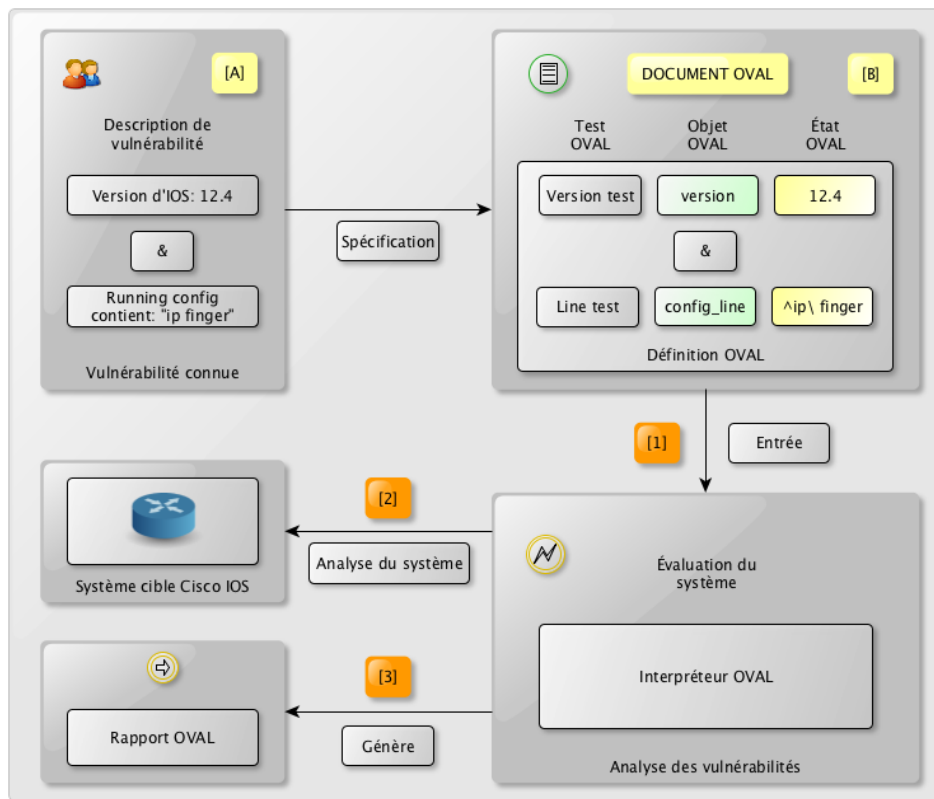 [A]
Description de
vulnérabilité
Version d'IOS: 12.4
&
Running config
contient: "ip finger"
Vulnérabilité connue
Spécification
DOCUMENT OVAL
[B]
Test
OVAL
Objet
OVAL
État
OVAL
Version test
version
12.4
&
Line test
config_line
^ip\ finger
Définition OVAL
[1]
Entrée
[2]
Analyse du système
Système cible Cisco IOS
Évaluation du
système
Interpréteur OVAL
Analyse des vulnérabilités
[3]
Génère
Rapport OVAL